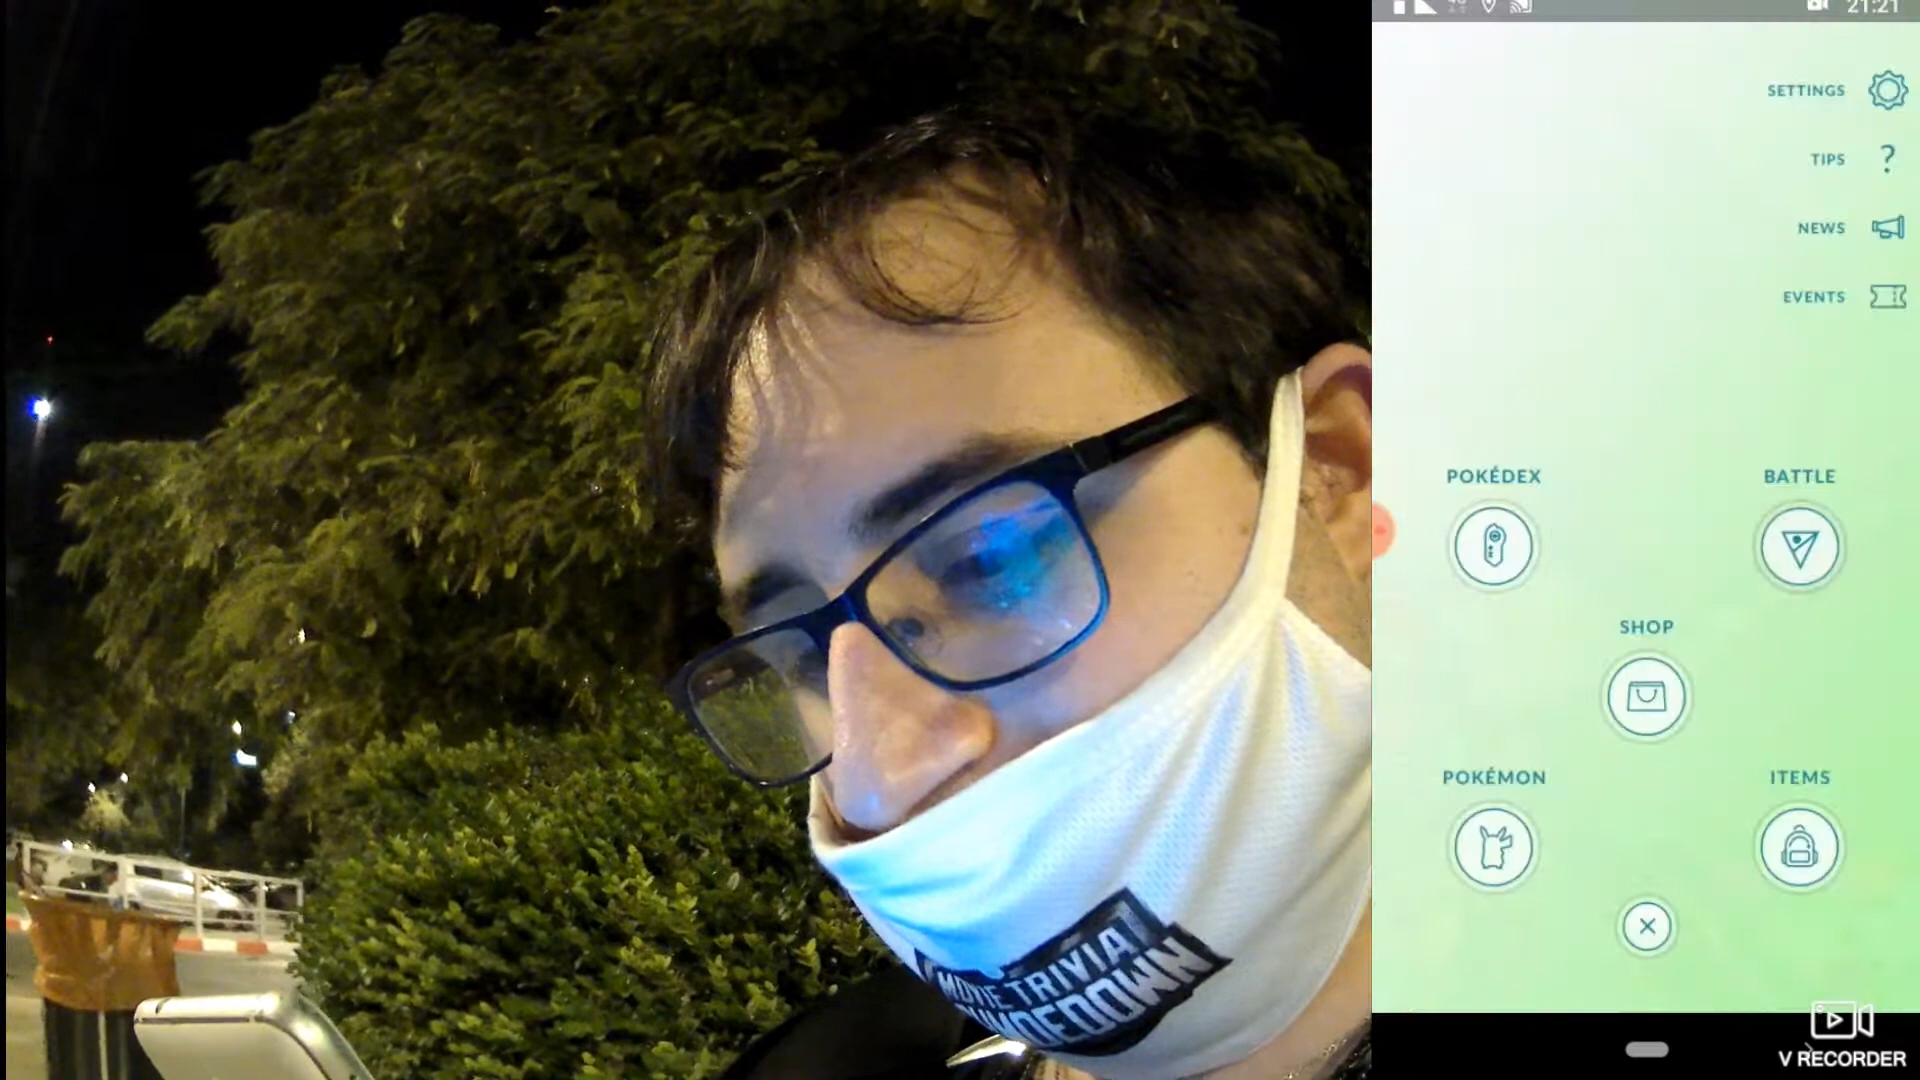 21:21
SETTINGS
TIPS
NEWS
EVENTS
POKÉDEX
BATTLE
SHOP
POKÉMON
ITEMS
MOVIE TRIVIA
V RECORDER